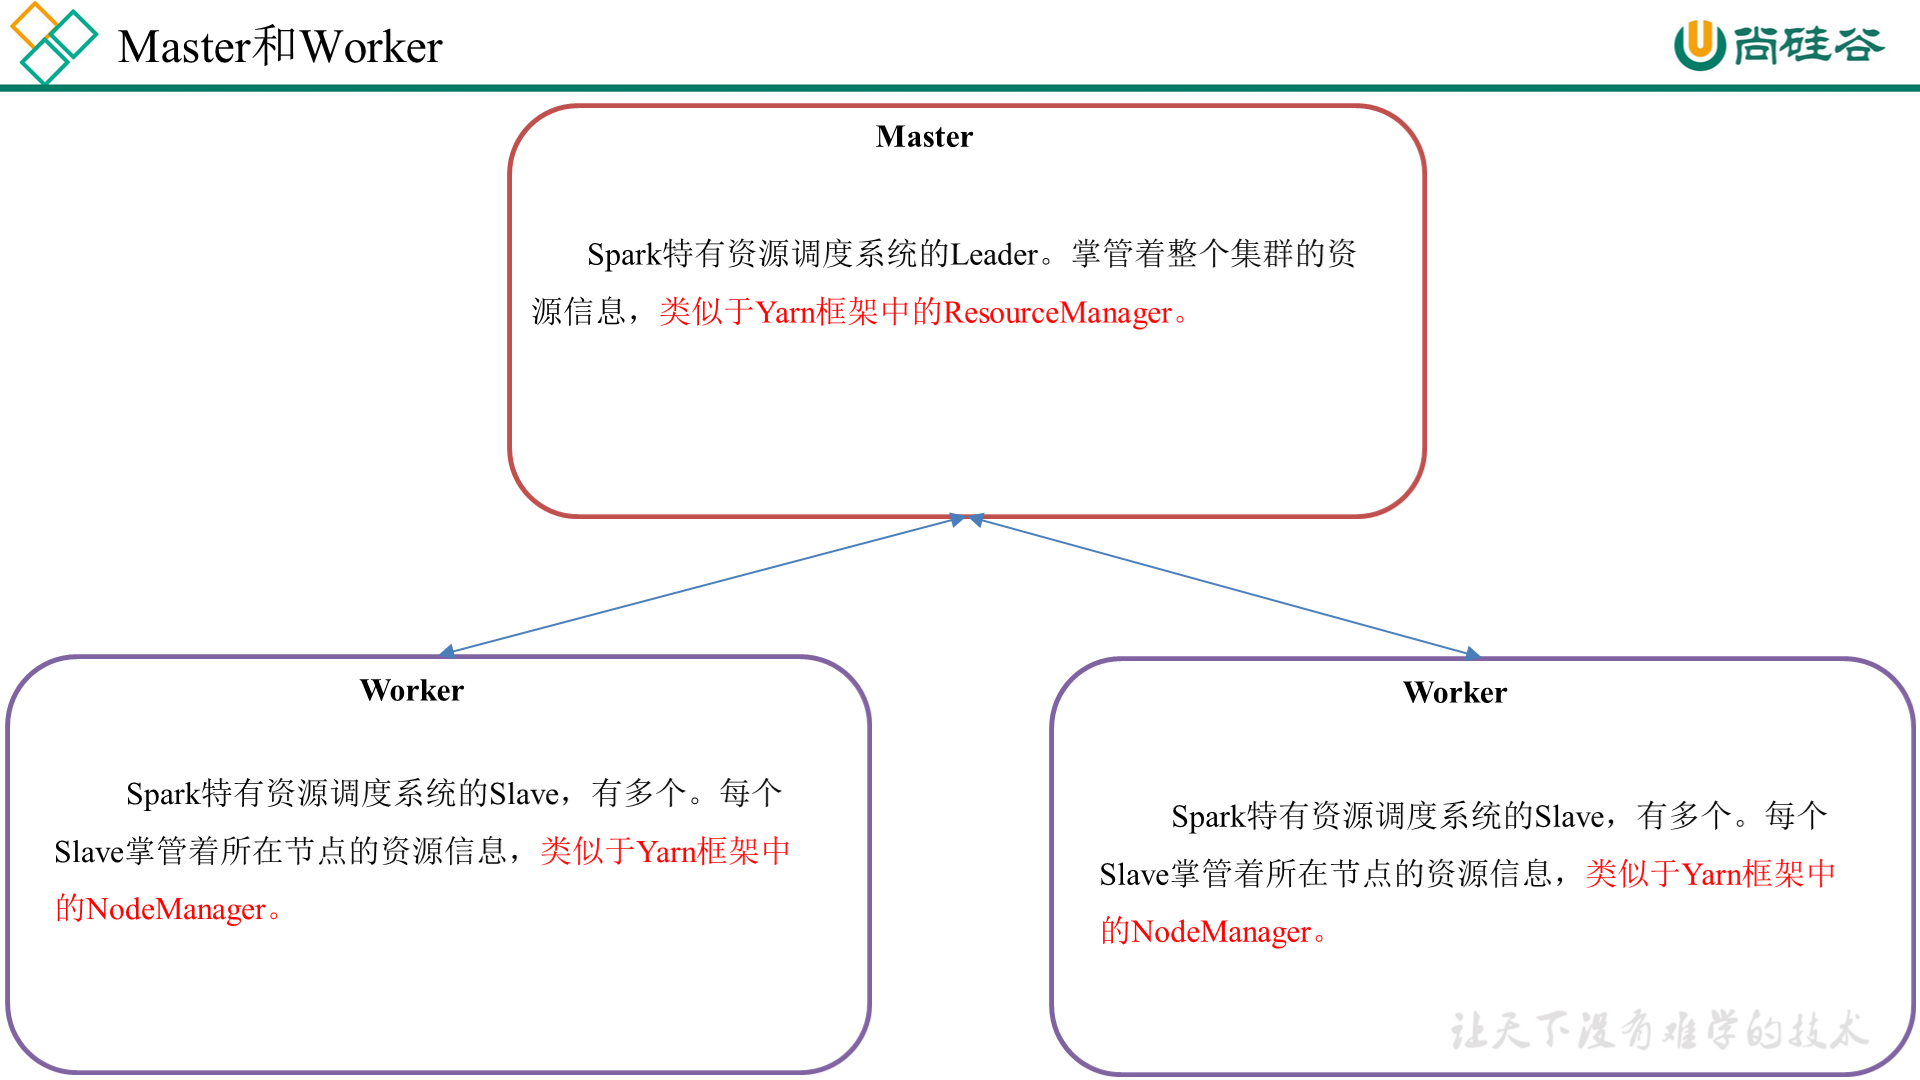 Master和Worker
尚硅谷
Master
Spark特有资源调度系统的Leader。掌管着整个集群的资
源信息，类似于Yarn框架中的ResourceManager。
Worker
Spark特有资源调度系统的Slave，有多个。每个
Slave掌管着所在节点的资源信息，类似于Yarn框架中
的NodeManager。
Worker
Spark特有资源调度系统的Slave，有多个。每个
Slave掌管着所在节点的资源信息，类似于Yarn框架中
的NodeManager。
让天下没有难学的技术